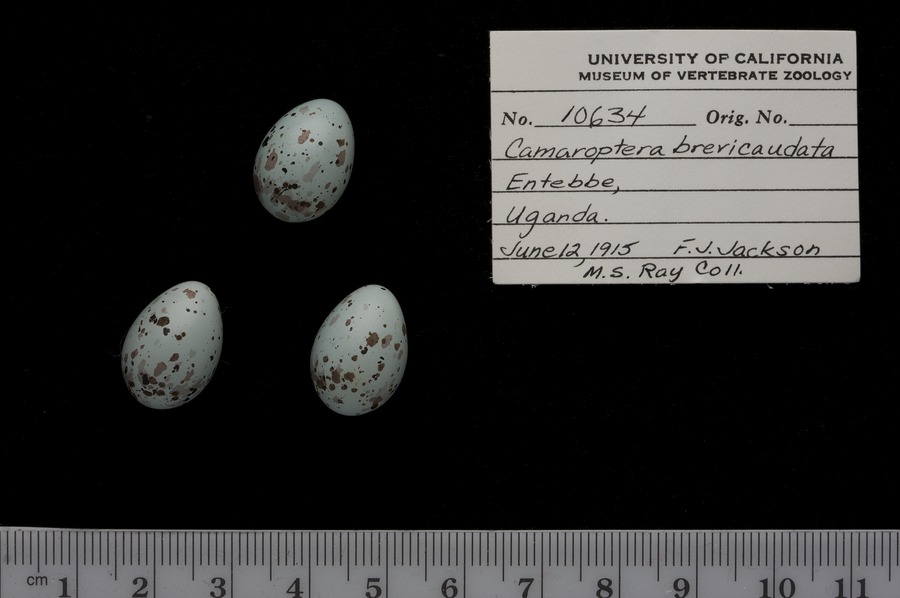 UNIVERSITY OF CALIFORNIA
MUSEUM OF VERTEBRATE ZOOLOGY
No. 10634 Orig. No.
Camaroptera brevicaudata
Entebbe,
Uganda.
June 12, 1915 F. J. Jackson
M. S. Ray Coll.
cm 1 2 3 4 5 6 7 8 9 10 11